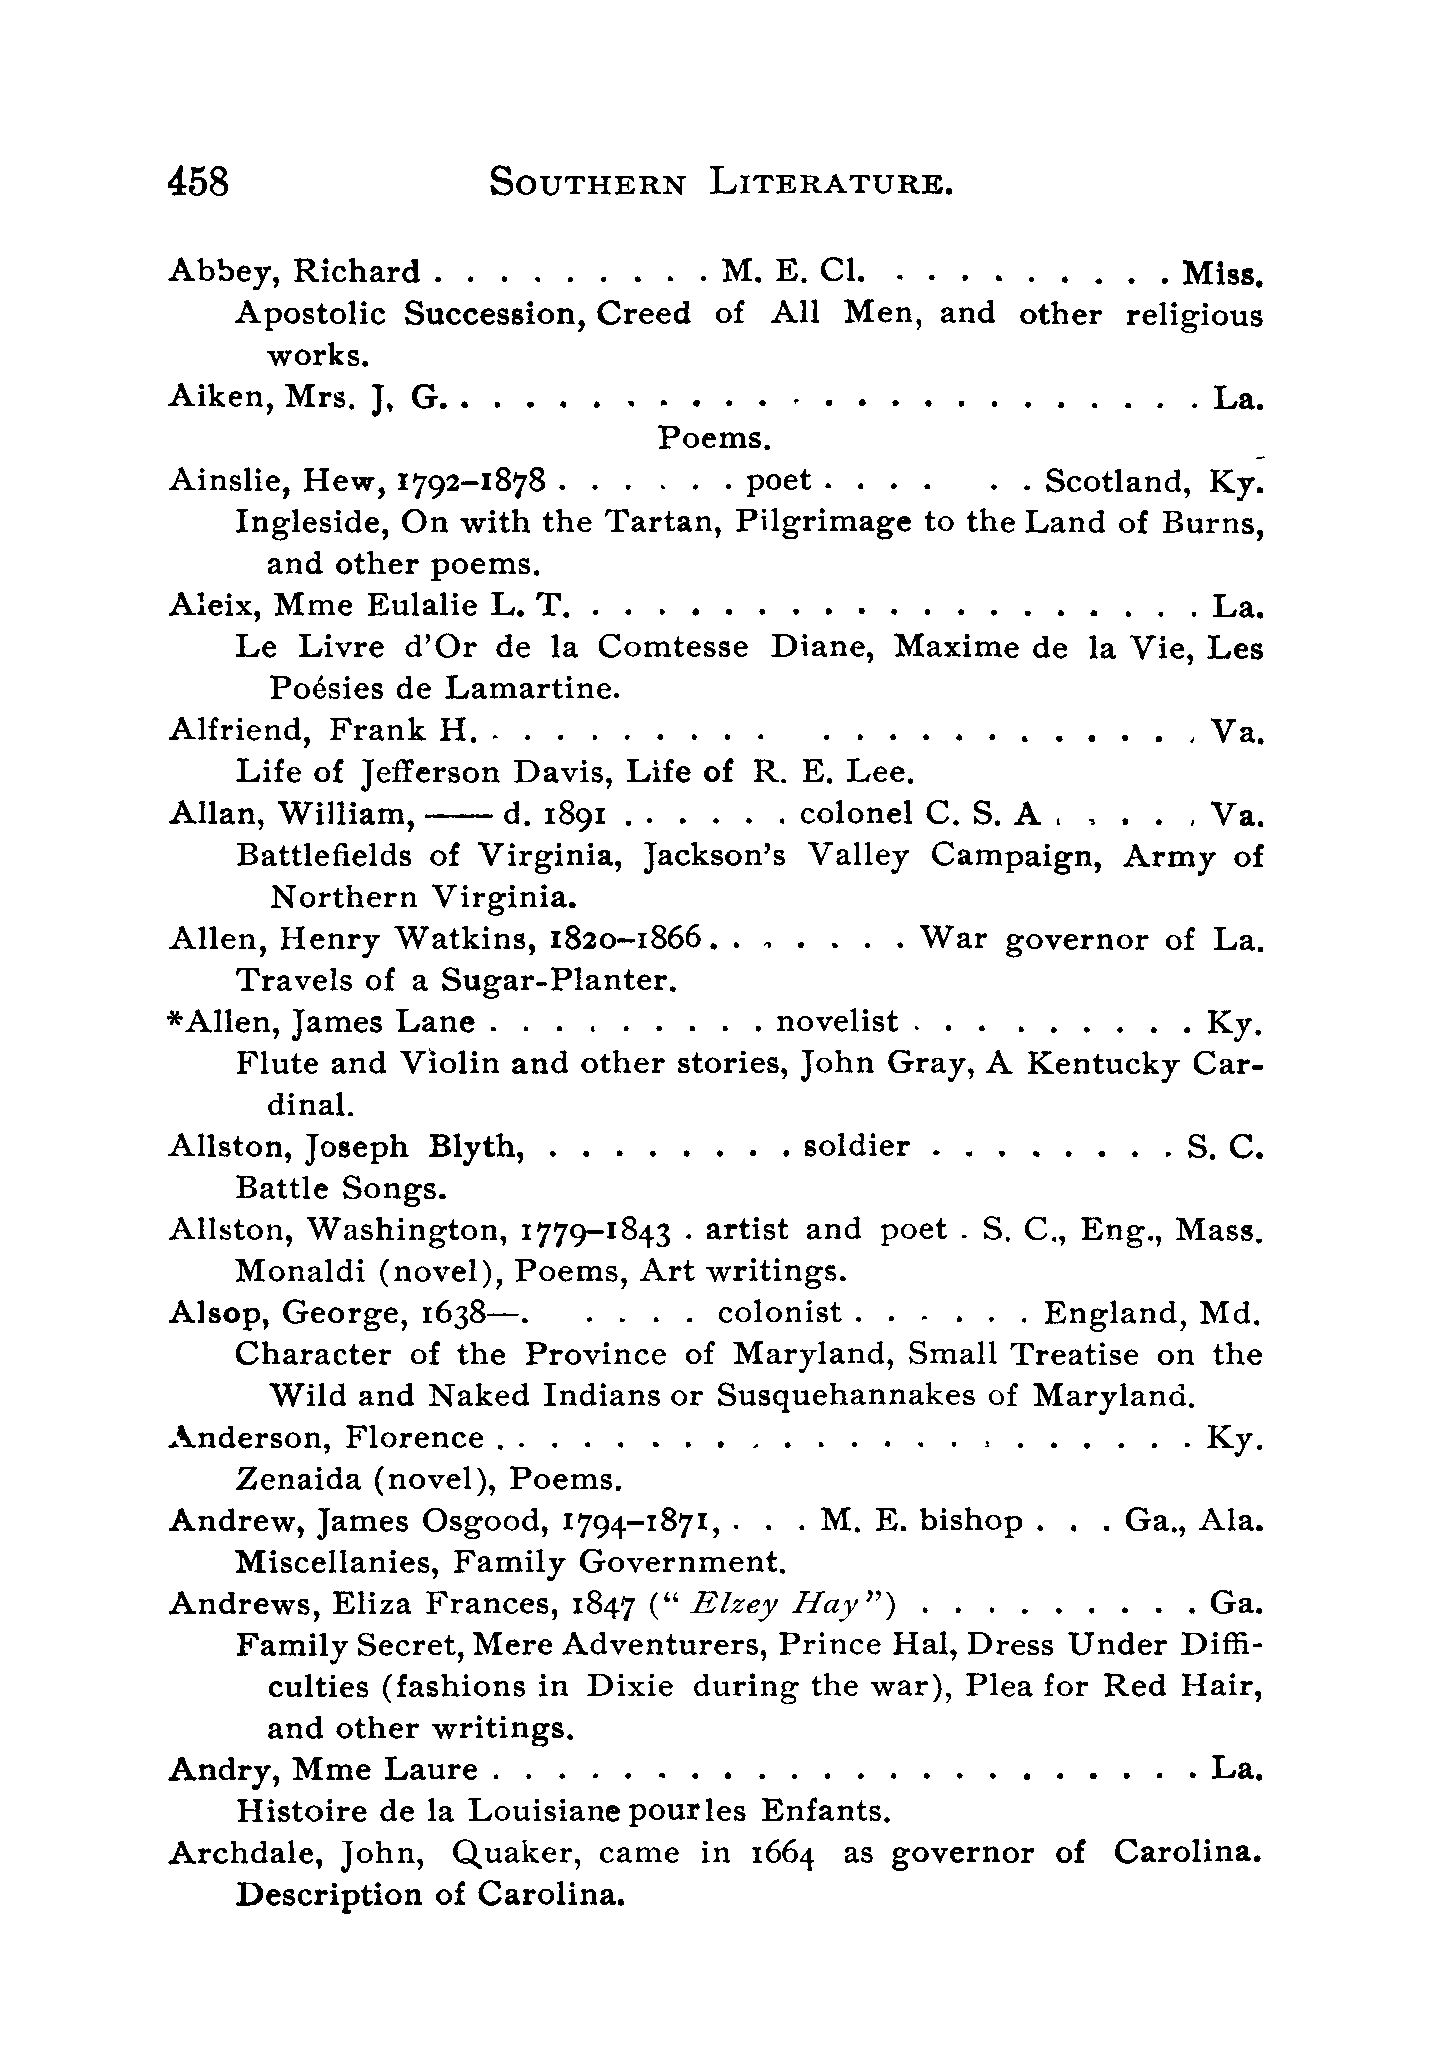 458 SOUTHERN LITERATURE.
Abbey, Richard . . . . . . . . . M. E. Cl. . . . . . . . . . . Miss.
Apostolic Succession, Creed of All Men, and other religious
works.
Aiken, Mrs. J. G. . . . . . . . . . . . . . . . . . . . . . . . La.
Poems.
Ainslie, Hew, 1792–1878 . . . . . . poet . . . . . . Scotland, Ky.
Ingleside, On with the Tartan, Pilgrimage to the Land of Burns,
and other poems.
Aleix, Mme Eulalie L. T. . . . . . . . . . . . . . . . . . . . La.
Le Livre d'Or de la Comtesse Diane, Maxime de la Vie, Les
Poésies de Lamartine.
Alfriend, Frank H. . . . . . . . . . . . . . . . . . . . . . . Va.
Life of Jefferson Davis, Life of R. E. Lee.
Allan, William, —— d. 1891 . . . . . . colonel C. S. A . . . . . Va.
Battlefields of Virginia, Jackson's Valley Campaign, Army of
Northern Virginia.
Allen, Henry Watkins, 1820–1866 . . . . . . . War governor of La.
Travels of a Sugar-Planter.
*Allen, James Lane . . . . . . . . . novelist . . . . . . . . . Ky.
Flute and Violin and other stories, John Gray, A Kentucky Car-
dinal.
Allston, Joseph Blyth, . . . . . . . . soldier . . . . . . . . S. C.
Battle Songs.
Allston, Washington, 1779–1843 . artist and poet . S. C., Eng., Mass.
Monaldi (novel), Poems, Art writings.
Alsop, George, 1638—. . . . . colonist . . . . . . England, Md.
Character of the Province of Maryland, Small Treatise on the
Wild and Naked Indians or Susquehannakes of Maryland.
Anderson, Florence . . . . . . . . . . . . . . . . . . . . . . Ky.
Zenaida (novel), Poems.
Andrew, James Osgood, 1794–1871, . . . M. E. bishop . . . Ga., Ala.
Miscellanies, Family Government.
Andrews, Eliza Frances, 1847 (" Elzey Hay") . . . . . . . . . Ga.
Family Secret, Mere Adventurers, Prince Hal, Dress Under Diffi-
culties (fashions in Dixie during the war), Plea for Red Hair,
and other writings.
Andry, Mme Laure . . . . . . . . . . . . . . . . . . . . . . La.
Histoire de la Louisiane pour les Enfants.
Archdale, John, Quaker, came in 1664 as governor of Carolina.
Description of Carolina.